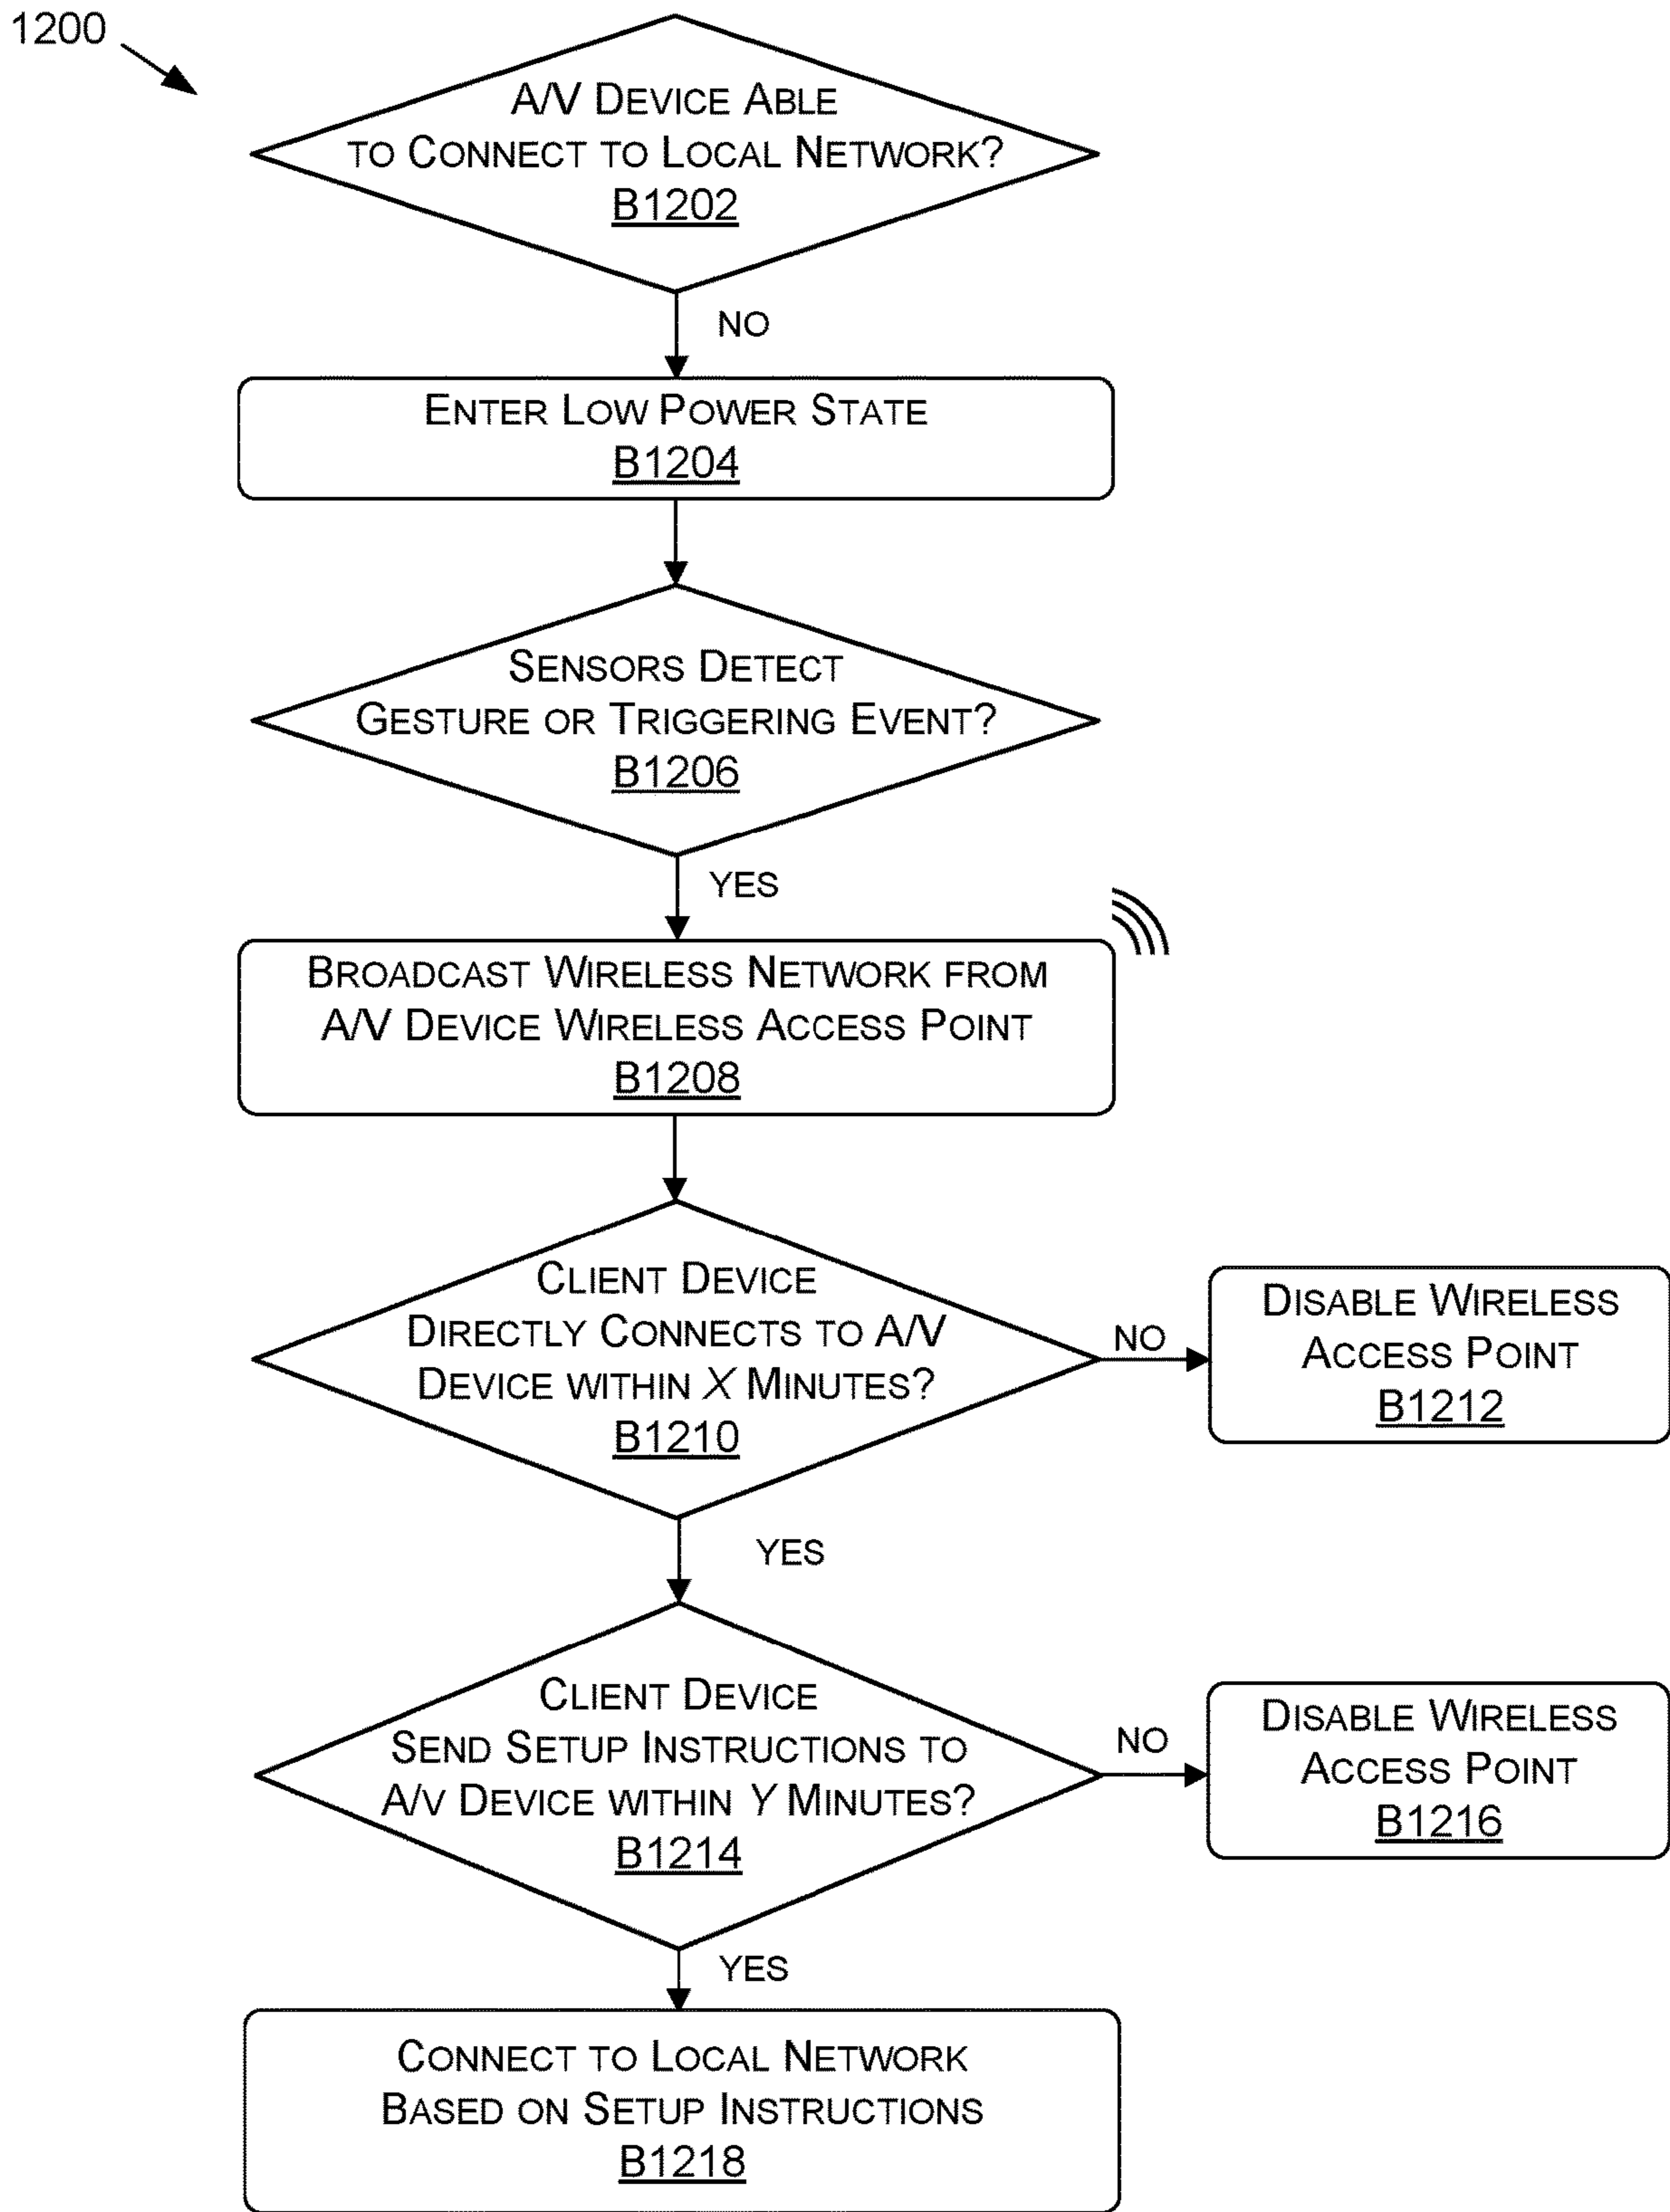 1200
A/V DEVICE ABLE
TO CONNECT TO LOCAL NETWORK?
B1202
NO
ENTER LOW POWER STATE
B1204
SENSORS DETECT
GESTURE OR TRIGGERING EVENT?
B1206
YES
BROADCAST WIRELESS NETWORK FROM
A/V DEVICE WIRELESS ACCESS POINT
B1208
CLIENT DEVICE
DIRECTLY CONNECTS TO A/V
DEVICE WITHIN X MINUTES?
B1210
NO
DISABLE WIRELESS
ACCESS POINT
B1212
YES
CLIENT DEVICE
SEND SETUP INSTRUCTIONS TO
A/V DEVICE WITHIN Y MINUTES?
B1214
NO
DISABLE WIRELESS
ACCESS POINT
B1216
YES
CONNECT TO LOCAL NETWORK
BASED ON SETUP INSTRUCTIONS
B1218